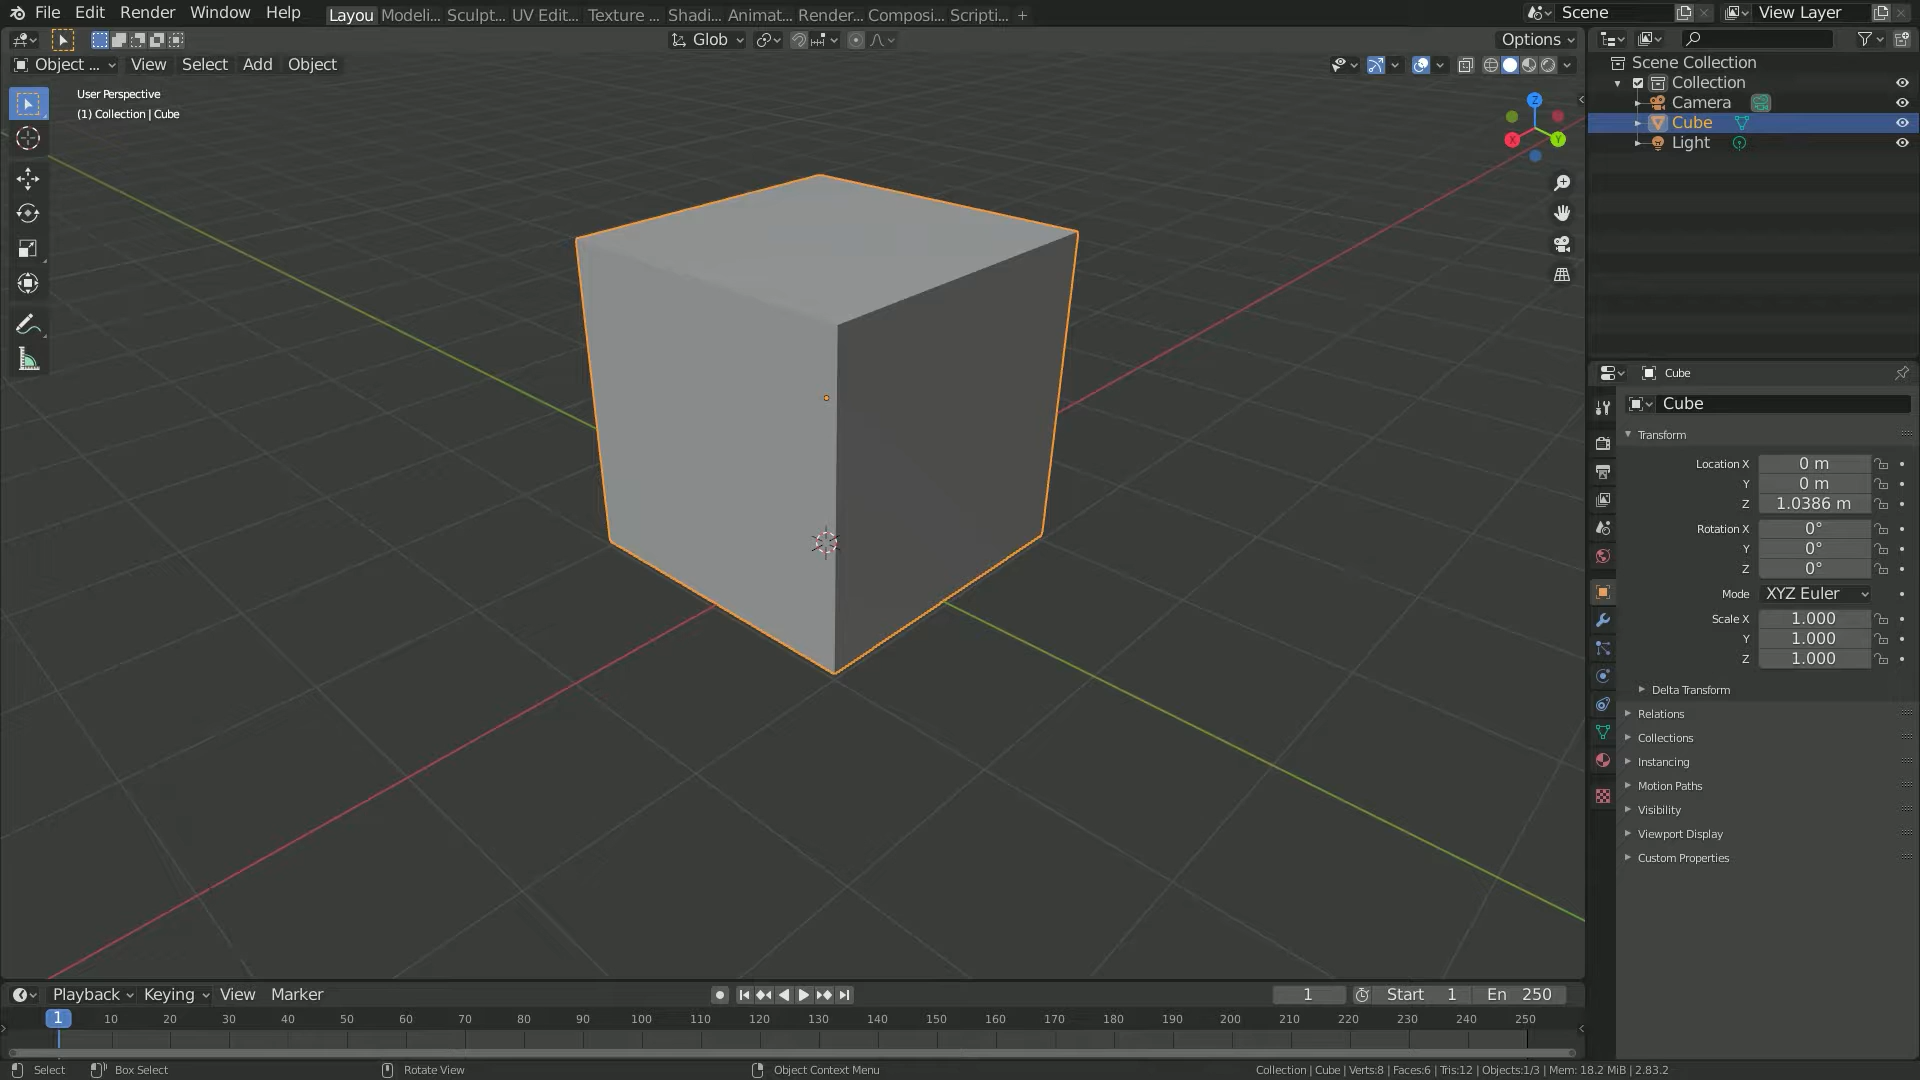 File Edit Render Window Help Layou Modeli... Sculpt... UV Edit... Texture ... Shadi... Animat... Render... Composi... Scripti... + Scene View Layer
Glob Options
Object ... View Select Add Object
User Perspective
(1) Collection | Cube
Z
X
Y
Scene Collection
Collection
Camera
Cube
Light
Cube
Cube
Transform
Location X 0 m
Y 0 m
Z 1.0386 m
Rotation X 0°
Y 0°
Z 0°
Mode XYZ Euler
Scale X 1.000
Y 1.000
Z 1.000
Delta Transform
Relations
Collections
Instancing
Motion Paths
Visibility
Viewport Display
Custom Properties
Playback Keying View Marker 1 Start 1 En 250
1 10 20 30 40 50 60 70 80 90 100 110 120 130 140 150 160 170 180 190 200 210 220 230 240 250
Select Box Select Rotate View Object Context Menu Collection | Cube | Verts:8 | Faces:6 | Tris:12 | Objects:1/3 | Mem: 18.2 MiB | 2.83.2